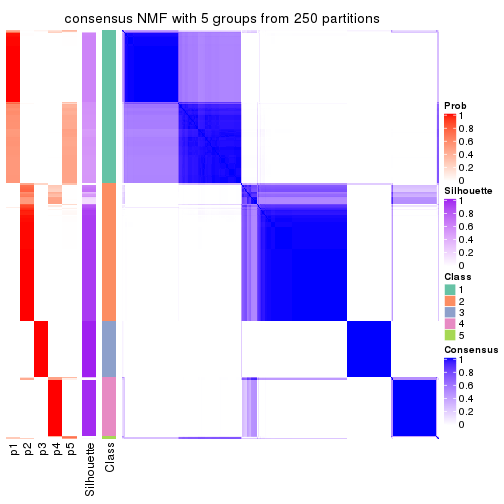 consensus NMF with 5 groups from 250 partitions
Prob
1
0.8
0.6
0.4
0.2
0
Silhouette
1
0.8
0.6
0.4
0.2
0
Class
1
2
3
4
5
Consensus
1
0.8
0.6
0.4
0.2
0
p1
p2
p3
p4
p5
Silhouette
Class